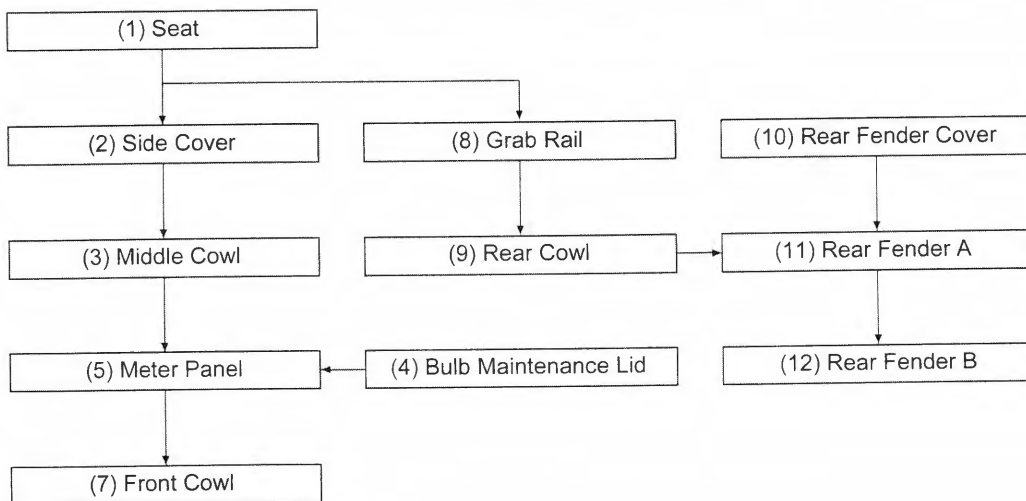 (1) Seat
(2) Side Cover
(8) Grab Rail
(10) Rear Fender Cover
(3) Middle Cowl
(9) Rear Cowl
(11) Rear Fender A
(5) Meter Panel
(4) Bulb Maintenance Lid
(12) Rear Fender B
(7) Front Cowl